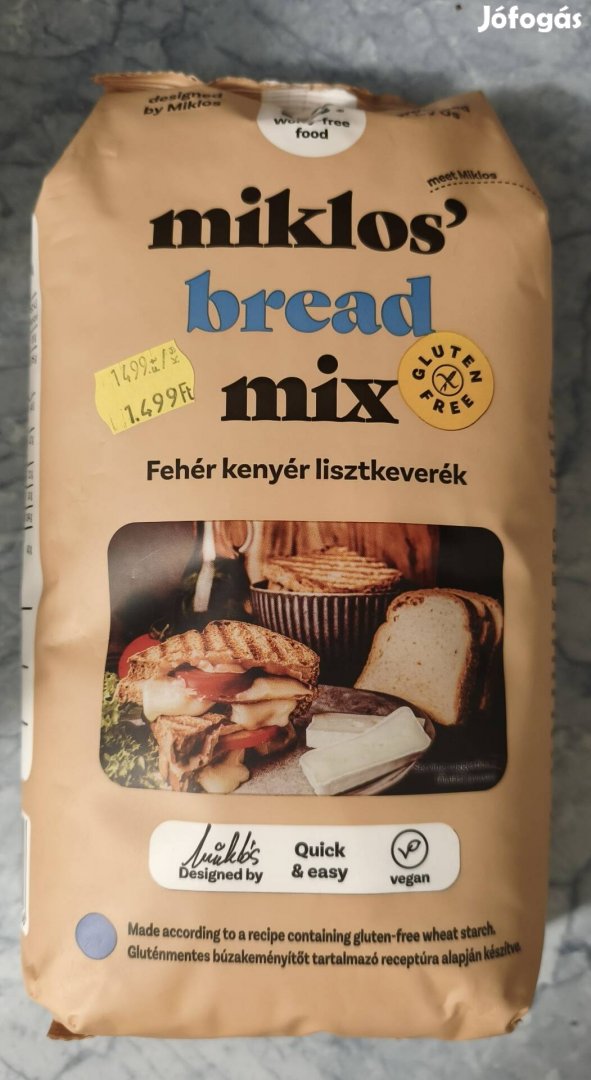 Jófogás
designed
by Miklos
worry free
food
meet Miklos
miklos'
bread
mix
GLUTEN
FREE
1499
1.499Ft
Fehér kenyér lisztkeverék
Designed by
Quick
& easy
vegan
Made according to a recipe containing gluten-free wheat starch.
Gluténmentes búzakeményítőt tartalmazó receptúra alapján készítve.